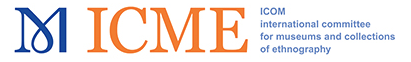 M ICME
ICOM
international committee
for museums and collections
of ethnography